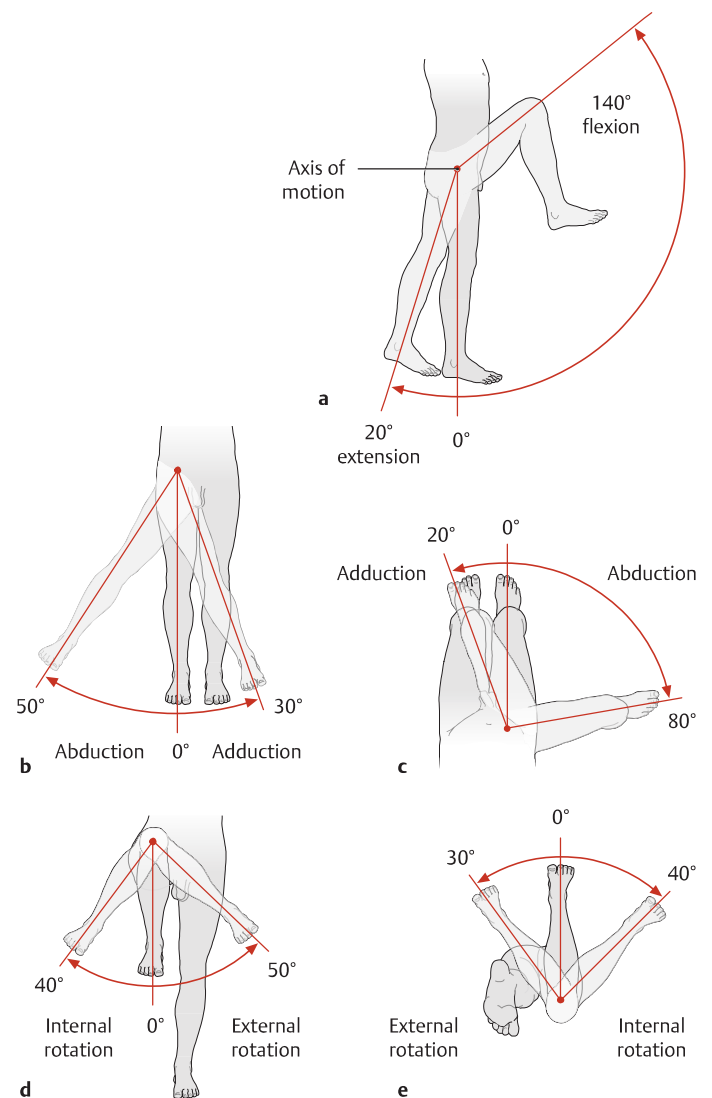 140°
flexion
Axis of
motion
a
20°
extension
0°
50°
30°
Abduction
0°
Adduction
b
20°
0°
Adduction
Abduction
80°
c
40°
50°
Internal
rotation
0°
External
rotation
d
0°
30°
40°
External
rotation
Internal
rotation
e